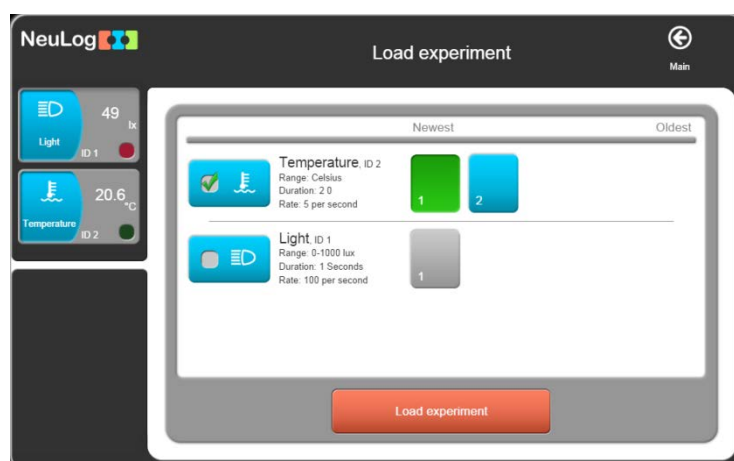 NeuLog
Load experiment
Main
49
lx
Light
ID 1
20.6
°C
Temperature
ID 2
Newest
Oldest
Temperature, ID 2
Range: Celsius
Duration: 2 0
Rate: 5 per second
1
2
Light, ID 1
Range: 0-1000 lux
Duration: 1 Seconds
Rate: 100 per second
1
Load experiment